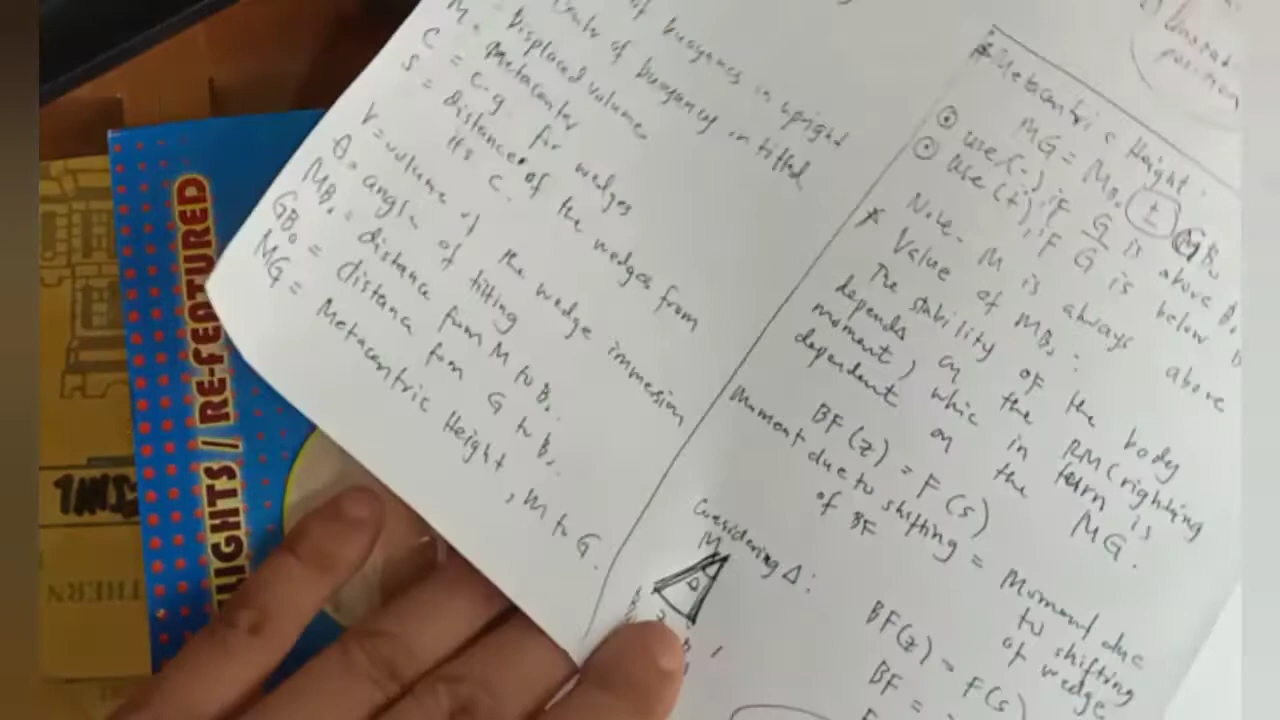 of buoyancy in upright
of buoyancy in tilted
Displaced volume
M = Metacenter
C = C.g. for wedges
S = distance of the wedges from
its C.
V = volume of the wedge immersion
θ = angle of tilting
MB₀ = distance from M to B₀.
GB₀ = distance from G to B₀.
MG = Metacentric Height, M to G.
Metacentric Height:
MG = MB₀ ± GB₀
use (-) if G is above B₀
use (+), if G is below
Note - M is always above
* Value of MB₀:
The stability of the body
depends on the RM (righting
moment) which in turn is
dependent on the MG.
BF (z) = F (s)
Moment due to shifting = Moment due
of BF
to shifting
of wedge
Considering Δ:
M
BF(z) = F(s)
BF =
LIGHTS / RE-FEATURED
THERN